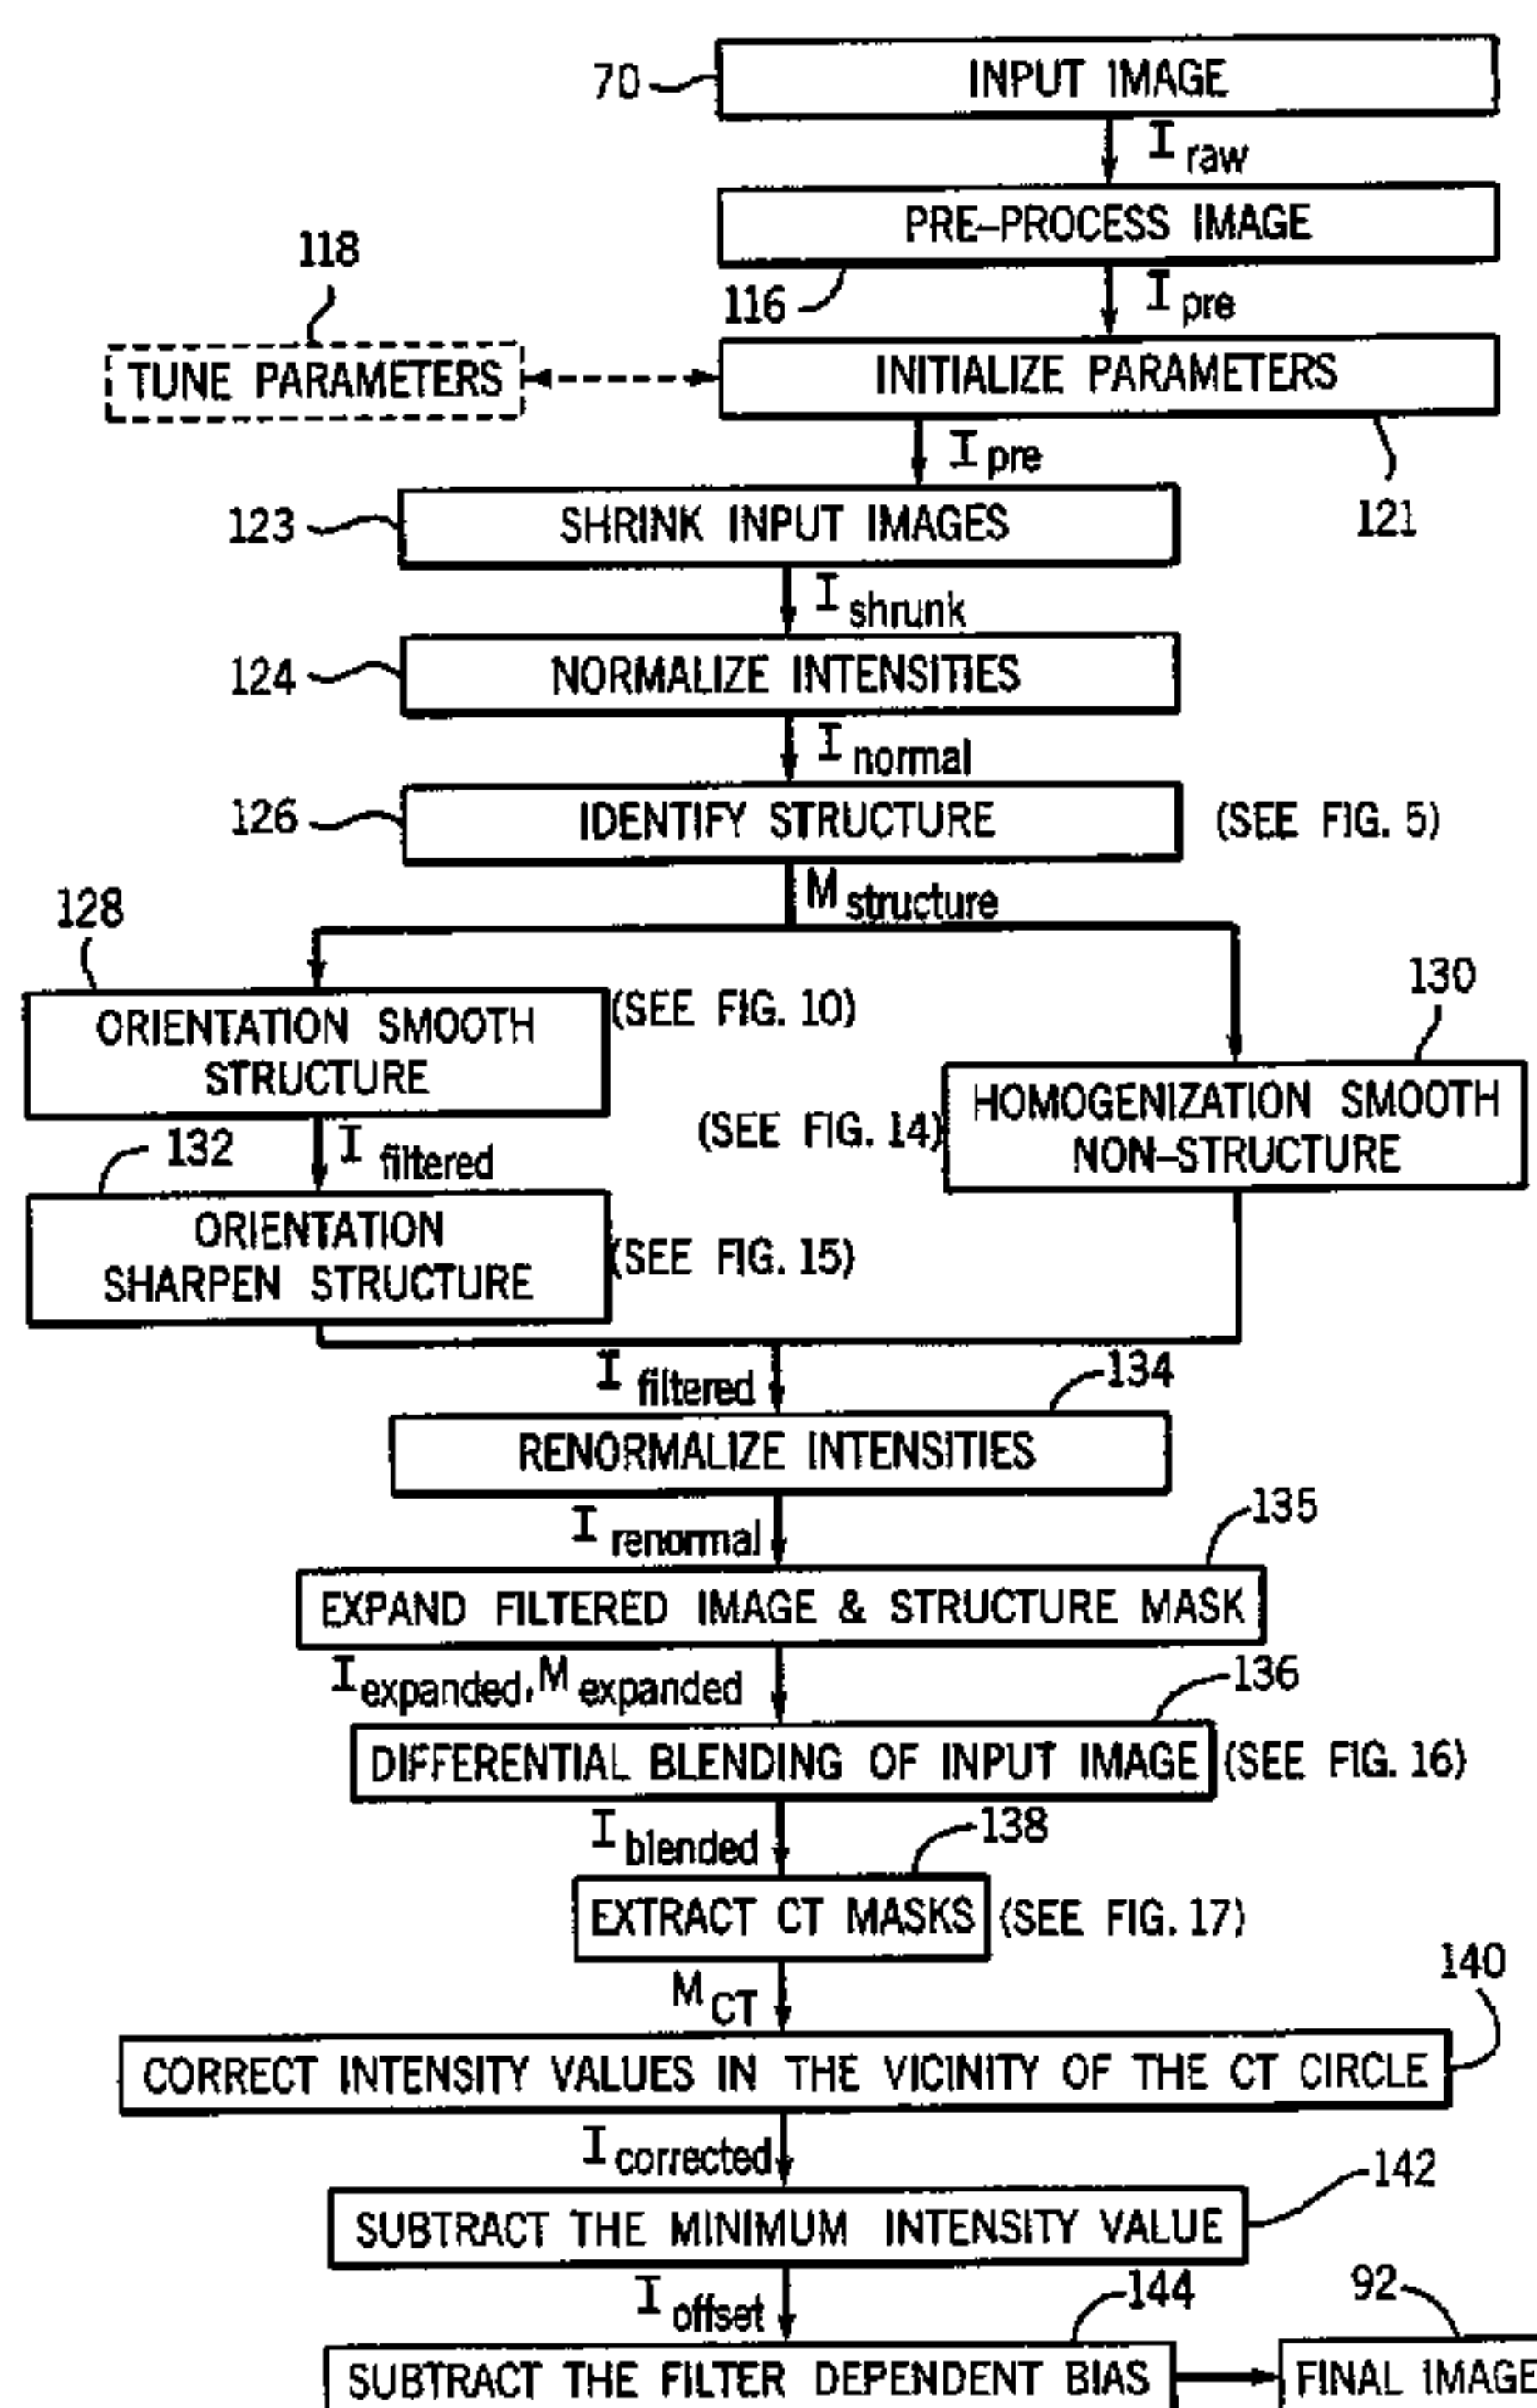 70
INPUT IMAGE
I raw
PRE-PROCESS IMAGE
118
116
I pre
TUNE PARAMETERS
INITIALIZE PARAMETERS
I pre
121
123
SHRINK INPUT IMAGES
I shrunk
124
NORMALIZE INTENSITIES
I normal
126
IDENTIFY STRUCTURE
(SEE FIG. 5)
M structure
128
130
ORIENTATION SMOOTH
STRUCTURE
(SEE FIG. 10)
HOMOGENIZATION SMOOTH
NON-STRUCTURE
(SEE FIG. 14)
132
I filtered
ORIENTATION
SHARPEN STRUCTURE
(SEE FIG. 15)
I filtered
134
RENORMALIZE INTENSITIES
I renormal
135
EXPAND FILTERED IMAGE & STRUCTURE MASK
I expanded, M expanded
136
DIFFERENTIAL BLENDING OF INPUT IMAGE
(SEE FIG. 16)
I blended
138
EXTRACT CT MASKS
(SEE FIG. 17)
M CT
140
CORRECT INTENSITY VALUES IN THE VICINITY OF THE CT CIRCLE
I corrected
142
SUBTRACT THE MINIMUM INTENSITY VALUE
I offset
144
92
SUBTRACT THE FILTER DEPENDENT BIAS
FINAL IMAGE